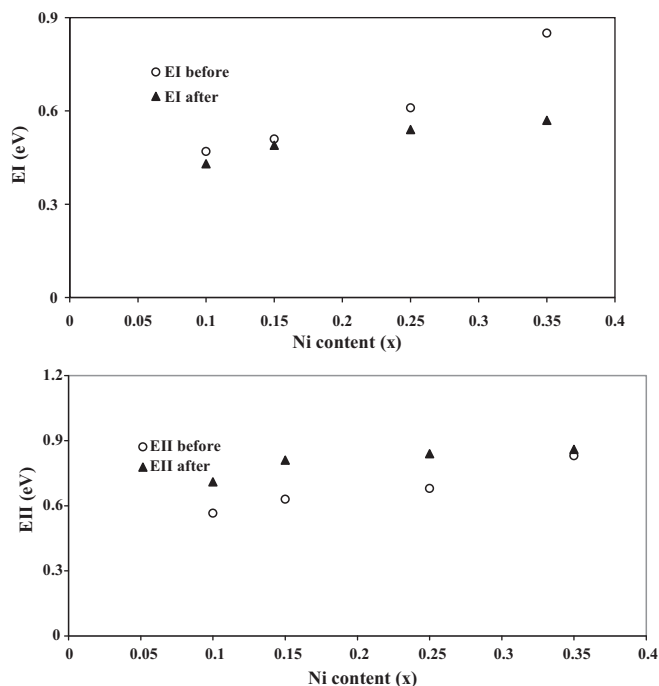 0.9
EI before
EI after
0.6
EI (eV)
0.3
0
0 0.05 0.1 0.15 0.2 0.25 0.3 0.35 0.4
Ni content (x)
1.2
0.9
EII before
EII after
EII (eV)
0.6
0.3
0
0 0.05 0.1 0.15 0.2 0.25 0.3 0.35 0.4
Ni content (x)